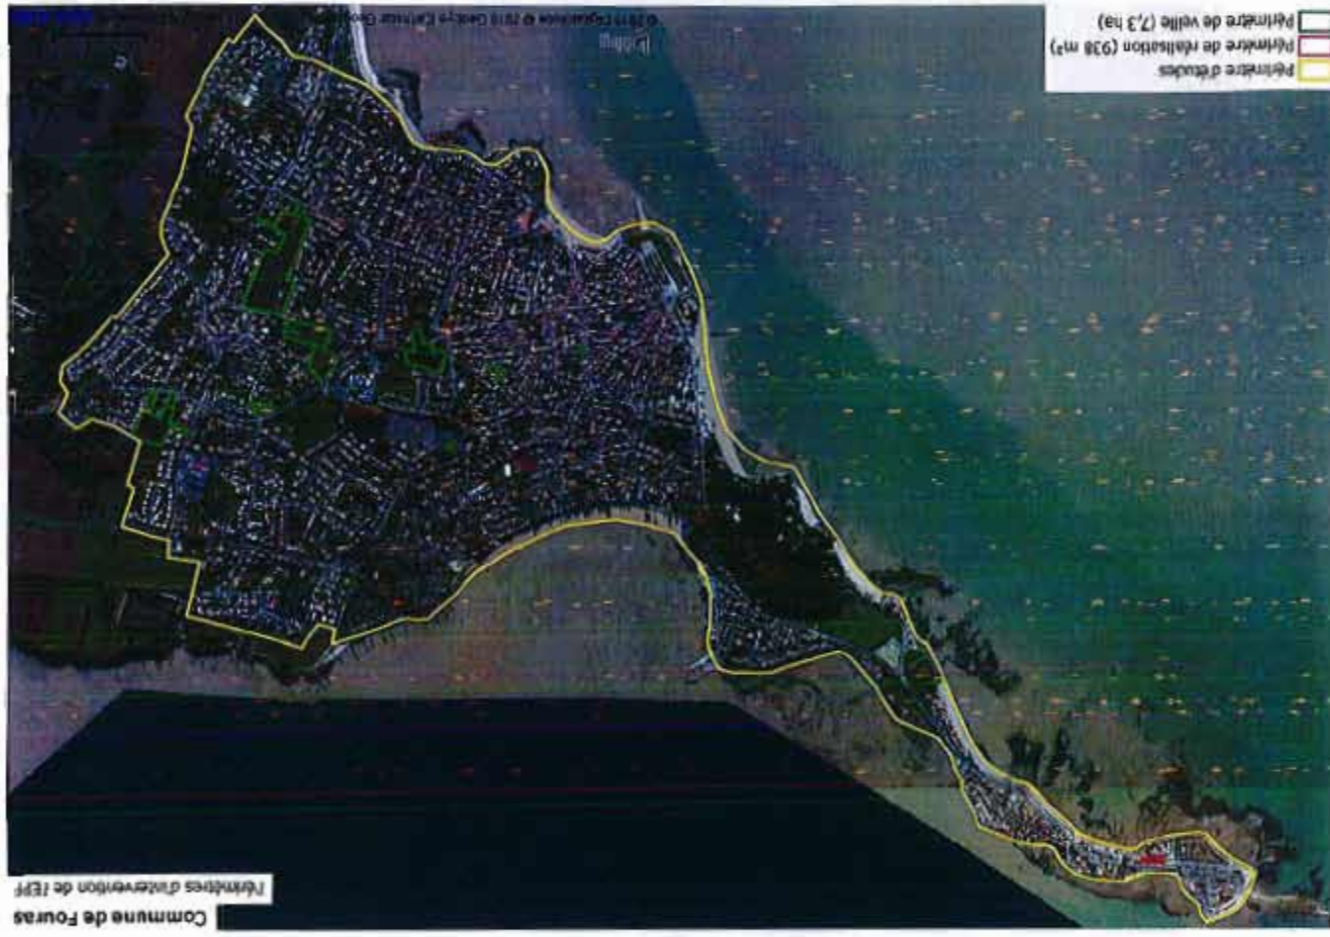 Commune de Fouras
Périmètres d'intervention de l'EPF
Périmètre d'études
Périmètre de réalisation (938 m²)
Périmètre de veille (7,3 ha)